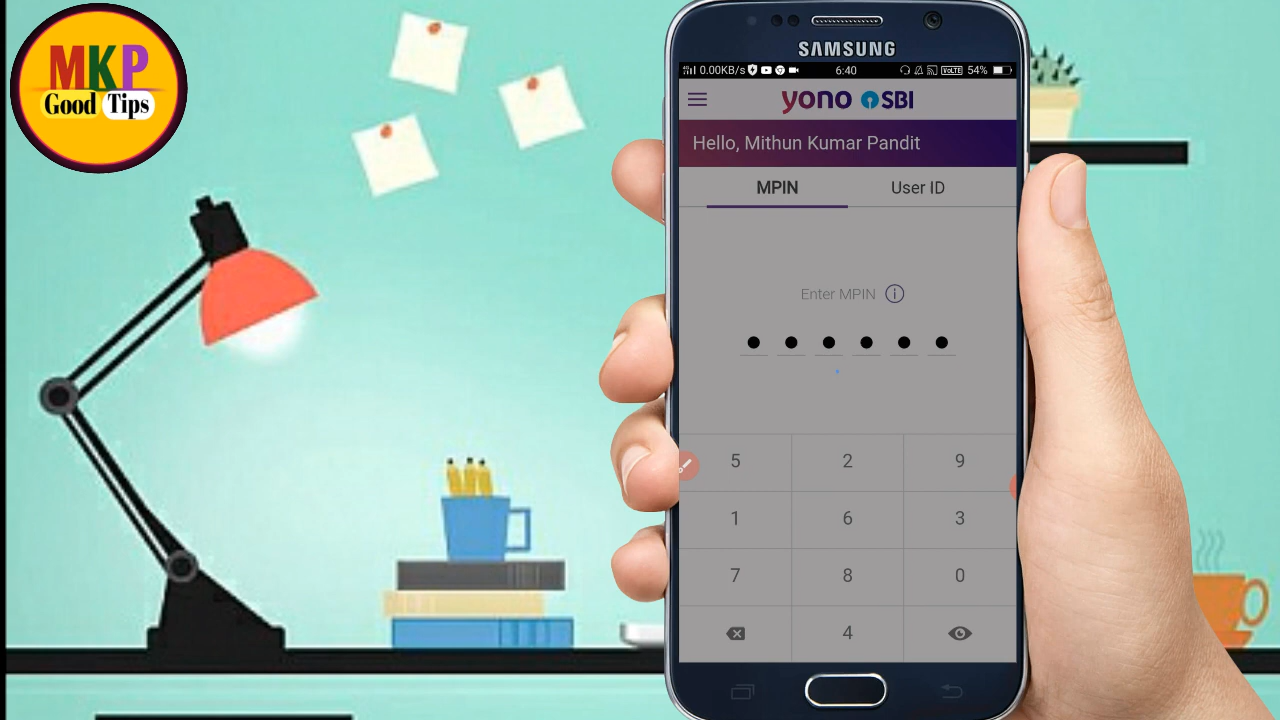 MKP
Good Tips
SAMSUNG
0.00KB/s
6:40
VoLTE
54%
yono SBI
Hello, Mithun Kumar Pandit
MPIN
User ID
Enter MPIN
5 2 9
1 6 3
7 8 0
4